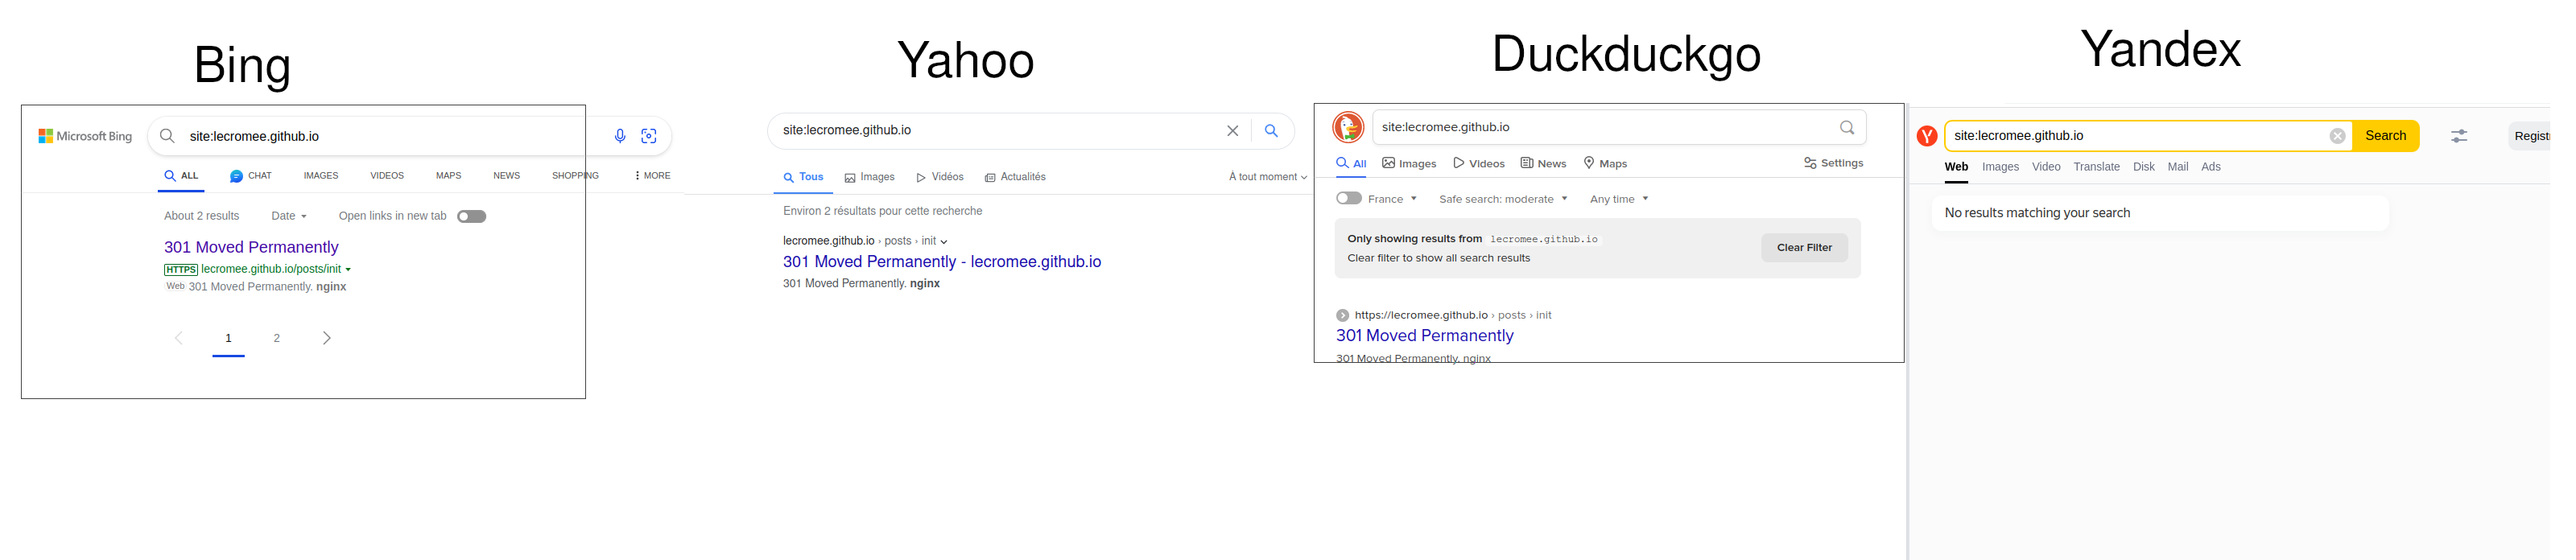 Bing
Microsoft Bing
site:lecromee.github.io
ALL CHAT IMAGES VIDEOS MAPS NEWS SHOPPING MORE
About 2 results Date Open links in new tab
301 Moved Permanently
HTTPS lecromee.github.io/posts/init
Web 301 Moved Permanently. nginx
1 2
Yahoo
site:lecromee.github.io
Tous Images Vidéos Actualités À tout moment
Environ 2 résultats pour cette recherche
lecromee.github.io › posts › init
301 Moved Permanently - lecromee.github.io
301 Moved Permanently. nginx
Duckduckgo
site:lecromee.github.io
All Images Videos News Maps Settings
France Safe search: moderate Any time
Only showing results from lecromee.github.io
Clear filter to show all search results
Clear Filter
https://lecromee.github.io › posts › init
301 Moved Permanently
301 Moved Permanently. nginx
Yandex
Y site:lecromee.github.io Search Regist
Web Images Video Translate Disk Mail Ads
No results matching your search